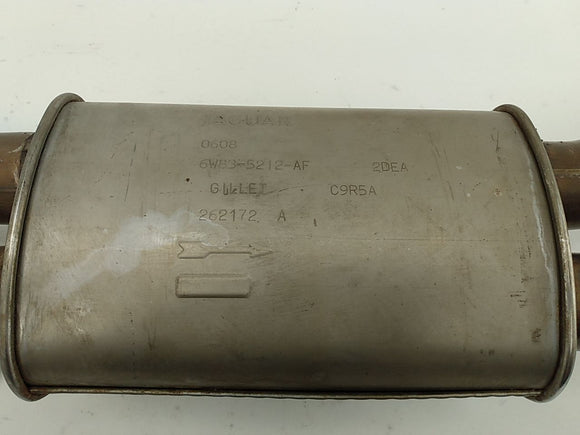 JAGUAR
0608
6W83-5212-AF 2DEA
GILLET C9R5A
262172 A